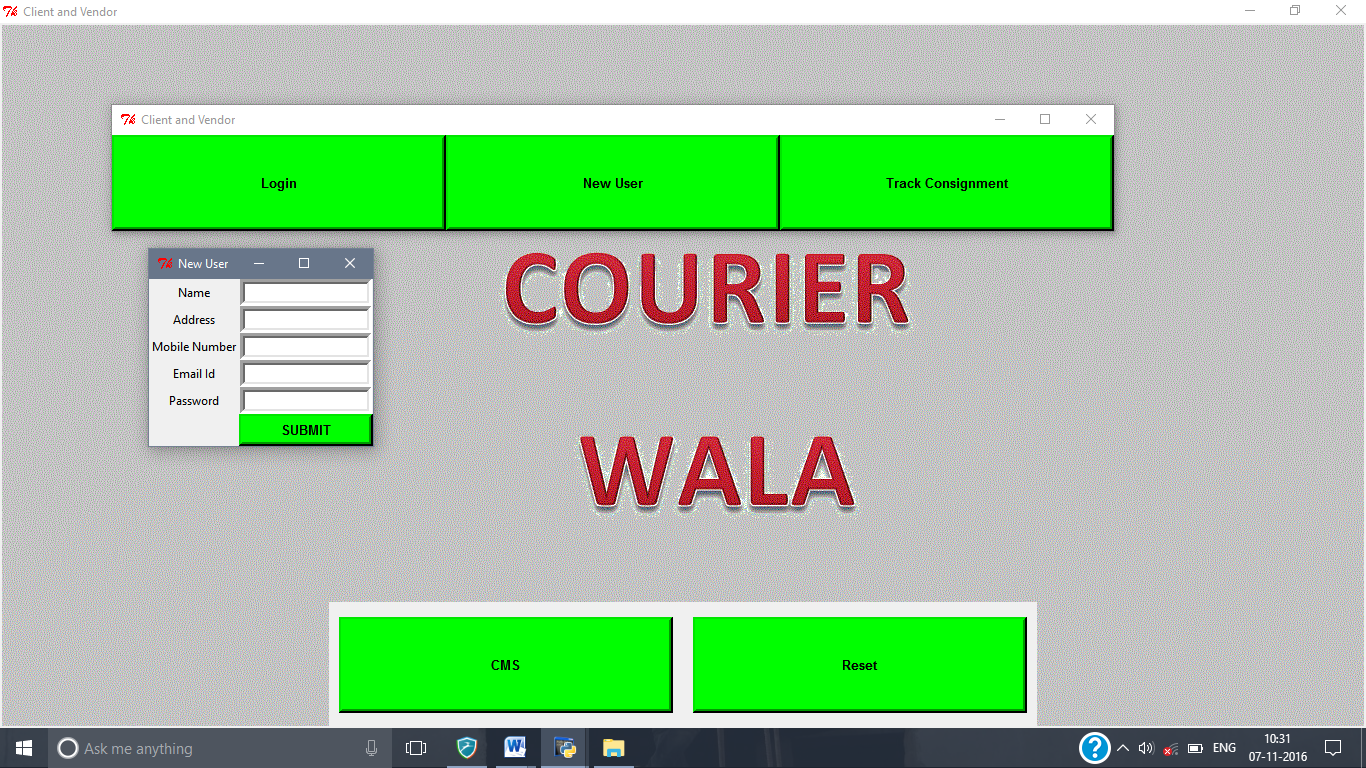 Client and Vendor
Client and Vendor
Login
New User
Track Consignment
New User
Name
Address
Mobile Number
Email Id
Password
SUBMIT
COURIER
WALA
CMS
Reset
Ask me anything
ENG
10:31
07-11-2016